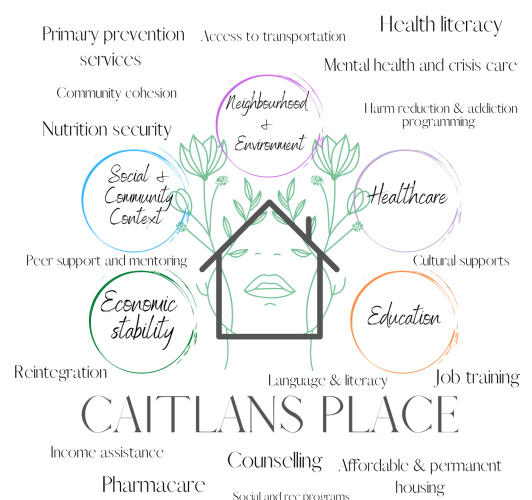 Health literacy
Primary prevention
services
Access to transportation
Mental health and crisis care
Community cohesion
Neighbourhood
&
Environment
Harm reduction & addiction
programming
Nutrition security
Social &
Community
Context
Healthcare
Peer support and mentoring
Cultural supports
Economic
stability
Education
Reintegration
Language & literacy
Job training
CAITLANS PLACE
Income assistance
Counselling
Affordable & permanent
housing
Pharmacare
Social and rec programs